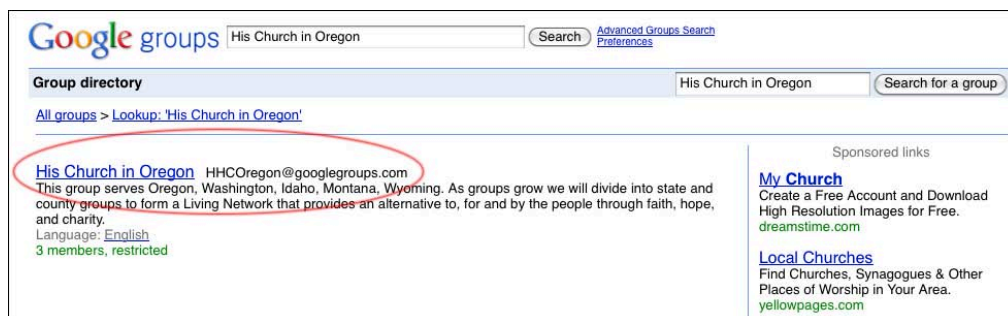 Google groups His Church in Oregon Search Advanced Groups Search
Preferences
Group directory His Church in Oregon Search for a group
All groups > Lookup: 'His Church in Oregon'
His Church in Oregon HHCOregon@googlegroups.com
This group serves Oregon, Washington, Idaho, Montana, Wyoming. As groups grow we will divide into state and
county groups to form a Living Network that provides an alternative to, for and by the people through faith, hope,
and charity.
Language: English
3 members, restricted
Sponsored links
My Church
Create a Free Account and Download
High Resolution Images for Free.
dreamstime.com
Local Churches
Find Churches, Synagogues & Other
Places of Worship in Your Area.
yellowpages.com